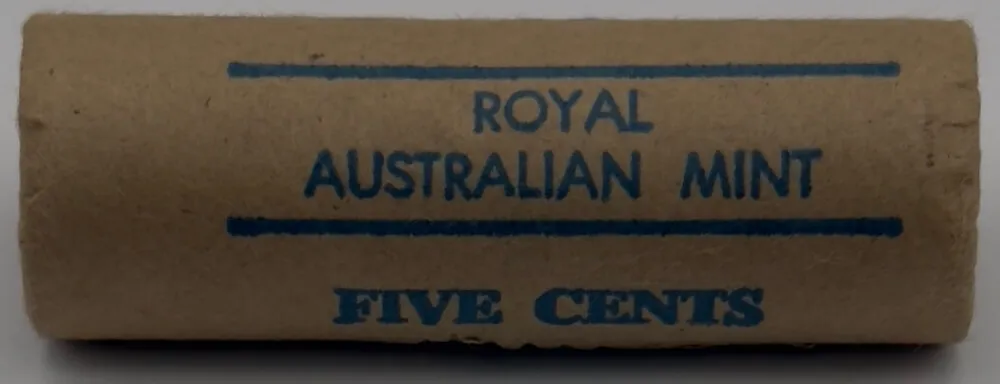 ROYAL
AUSTRALIAN MINT
FIVE CENTS